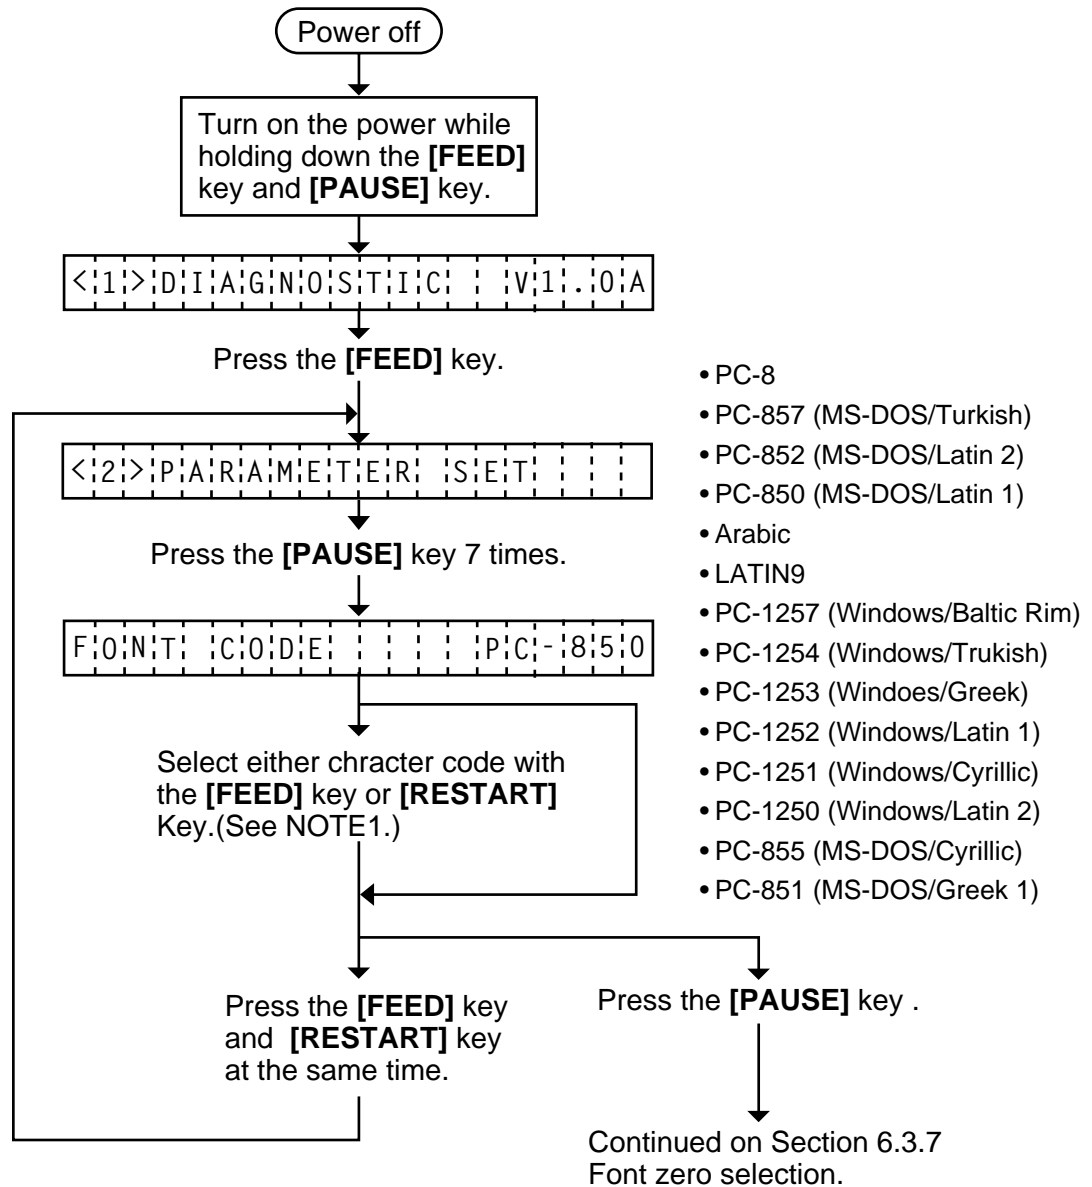 Power off
Turn on the power while
holding down the [FEED]
key and [PAUSE] key.
<1>DIAGNOSTIC  V1.0A
Press the [FEED] key.
<2>PARAMETER SET
Press the [PAUSE] key 7 times.
FONT CODE    PC-850
Select either chracter code with
the [FEED] key or [RESTART]
Key.(See NOTE1.)
• PC-8
• PC-857 (MS-DOS/Turkish)
• PC-852 (MS-DOS/Latin 2)
• PC-850 (MS-DOS/Latin 1)
• Arabic
• LATIN9
• PC-1257 (Windows/Baltic Rim)
• PC-1254 (Windows/Trukish)
• PC-1253 (Windoes/Greek)
• PC-1252 (Windows/Latin 1)
• PC-1251 (Windows/Cyrillic)
• PC-1250 (Windows/Latin 2)
• PC-855 (MS-DOS/Cyrillic)
• PC-851 (MS-DOS/Greek 1)
Press the [FEED] key
and [RESTART] key
at the same time.
Press the [PAUSE] key .
Continued on Section 6.3.7
Font zero selection.